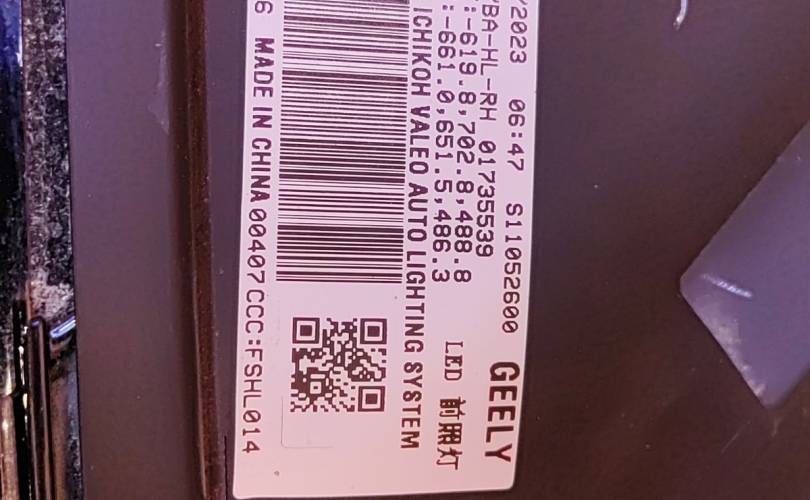 /2023 06:47 S11052600 GEELY
BA-HL-RH 01735539
:-619.8,702.8,488.8 LED 前照灯
:-661.0,651.5,486.3
ICHIKOH VALEO AUTO LIGHTING SYSTEM
6 MADE IN CHINA 00407 CCC:FSHL014